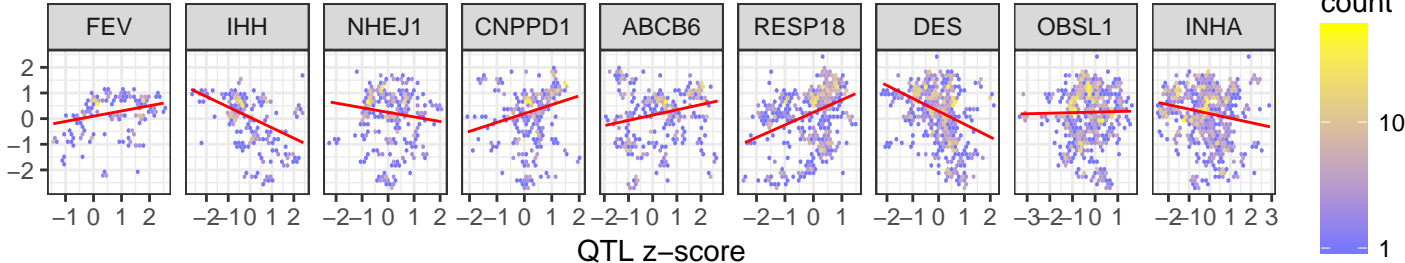 count
FEV IHH NHEJ1 CNPPD1 ABCB6 RESP18 DES OBSL1 INHA
2
1
0
−1
−2
10
1
−1 0 1 2 −2 −1 0 1 2 −2 −1 0 1 2 −2 −1 0 1 2 −2 −1 0 1 2 −2 −1 0 1 −2 −1 0 1 2 −3 −2 −1 0 1 −2 −1 0 1 2 3
QTL z−score